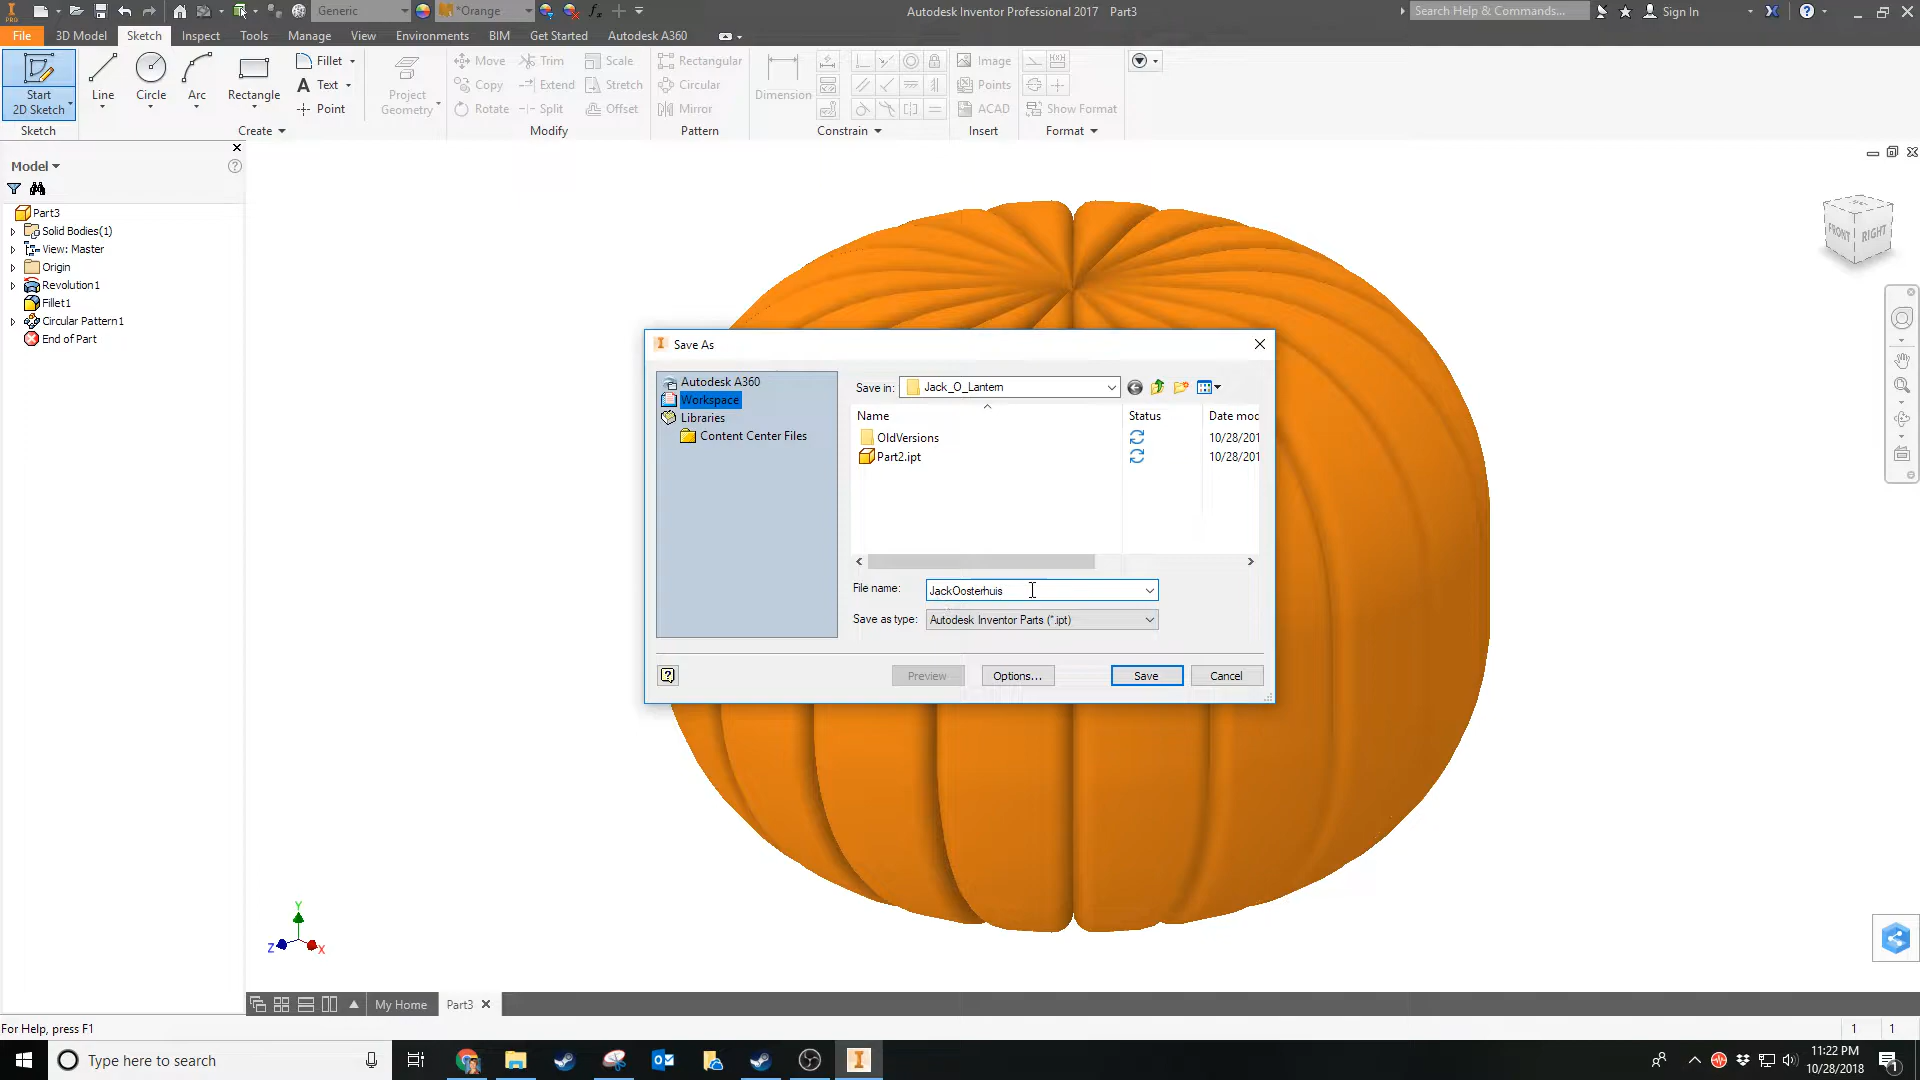 PRO
Generic
*Orange
Autodesk Inventor Professional 2017 Part3
Search Help & Commands...
Sign In
File 3D Model Sketch Inspect Tools Manage View Environments BIM Get Started Autodesk A360
Start
2D Sketch
Line
Circle
Arc
Rectangle
Fillet
Text
Point
Project
Geometry
Move
Copy
Rotate
Trim
Extend
Split
Scale
Stretch
Offset
Rectangular
Circular
Mirror
Dimension
Image
Points
ACAD
Show Format
Sketch
Create
Modify
Pattern
Constrain
Insert
Format
Model
Part3
Solid Bodies(1)
View: Master
Origin
Revolution1
Fillet1
Circular Pattern1
End of Part
FRONT RIGHT
Save As
Autodesk A360
Workspace
Libraries
Content Center Files
Save in: Jack_O_Lantern
Name Status Date mod
OldVersions 10/28/201
Part2.ipt 10/28/201
File name: JackOosterhuis
Save as type: Autodesk Inventor Parts (*.ipt)
Preview Options... Save Cancel
Y
Z
X
My Home Part3
For Help, press F1
1 1
Type here to search
11:22 PM
10/28/2018
1